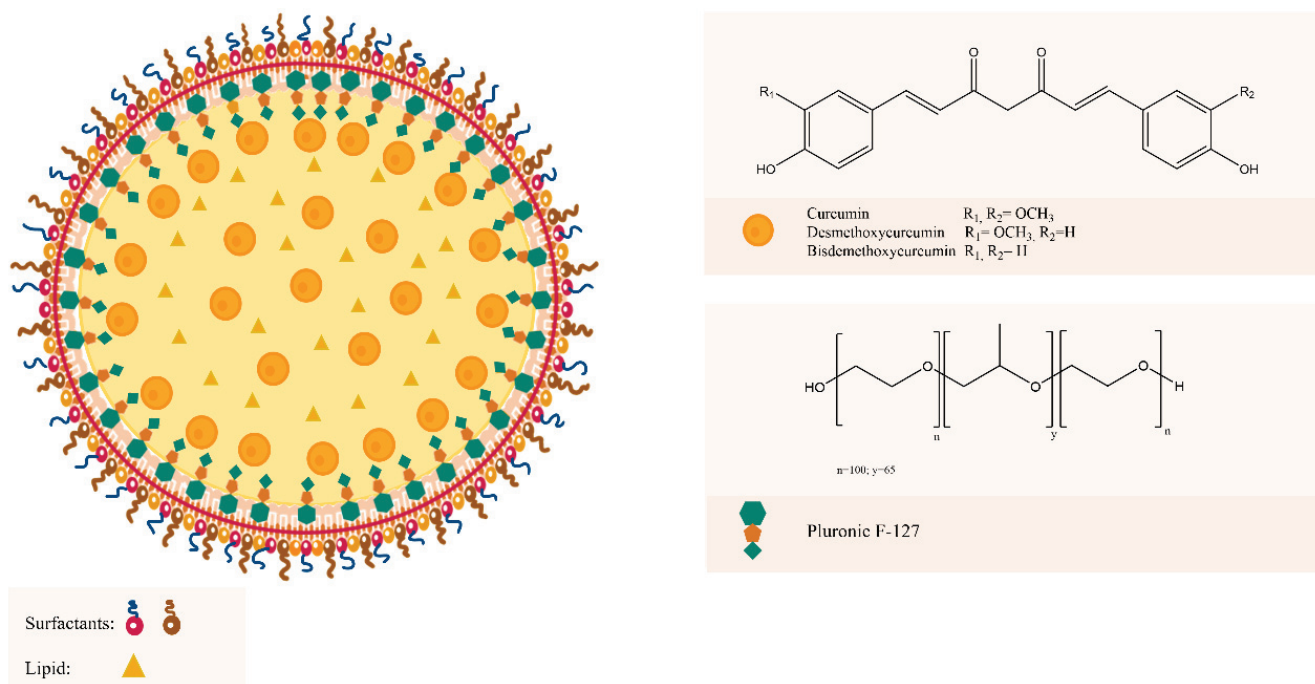 O O
R₁ R₂
HO OH
Curcumin R₁, R₂= OCH₃
Desmethoxycurcumin R₁= OCH₃, R₂=H
Bisdemethoxycurcumin R₁, R₂– H
HO O O O H
n y n
n=100; y=65
Pluronic F-127
Surfactants:
Lipid: